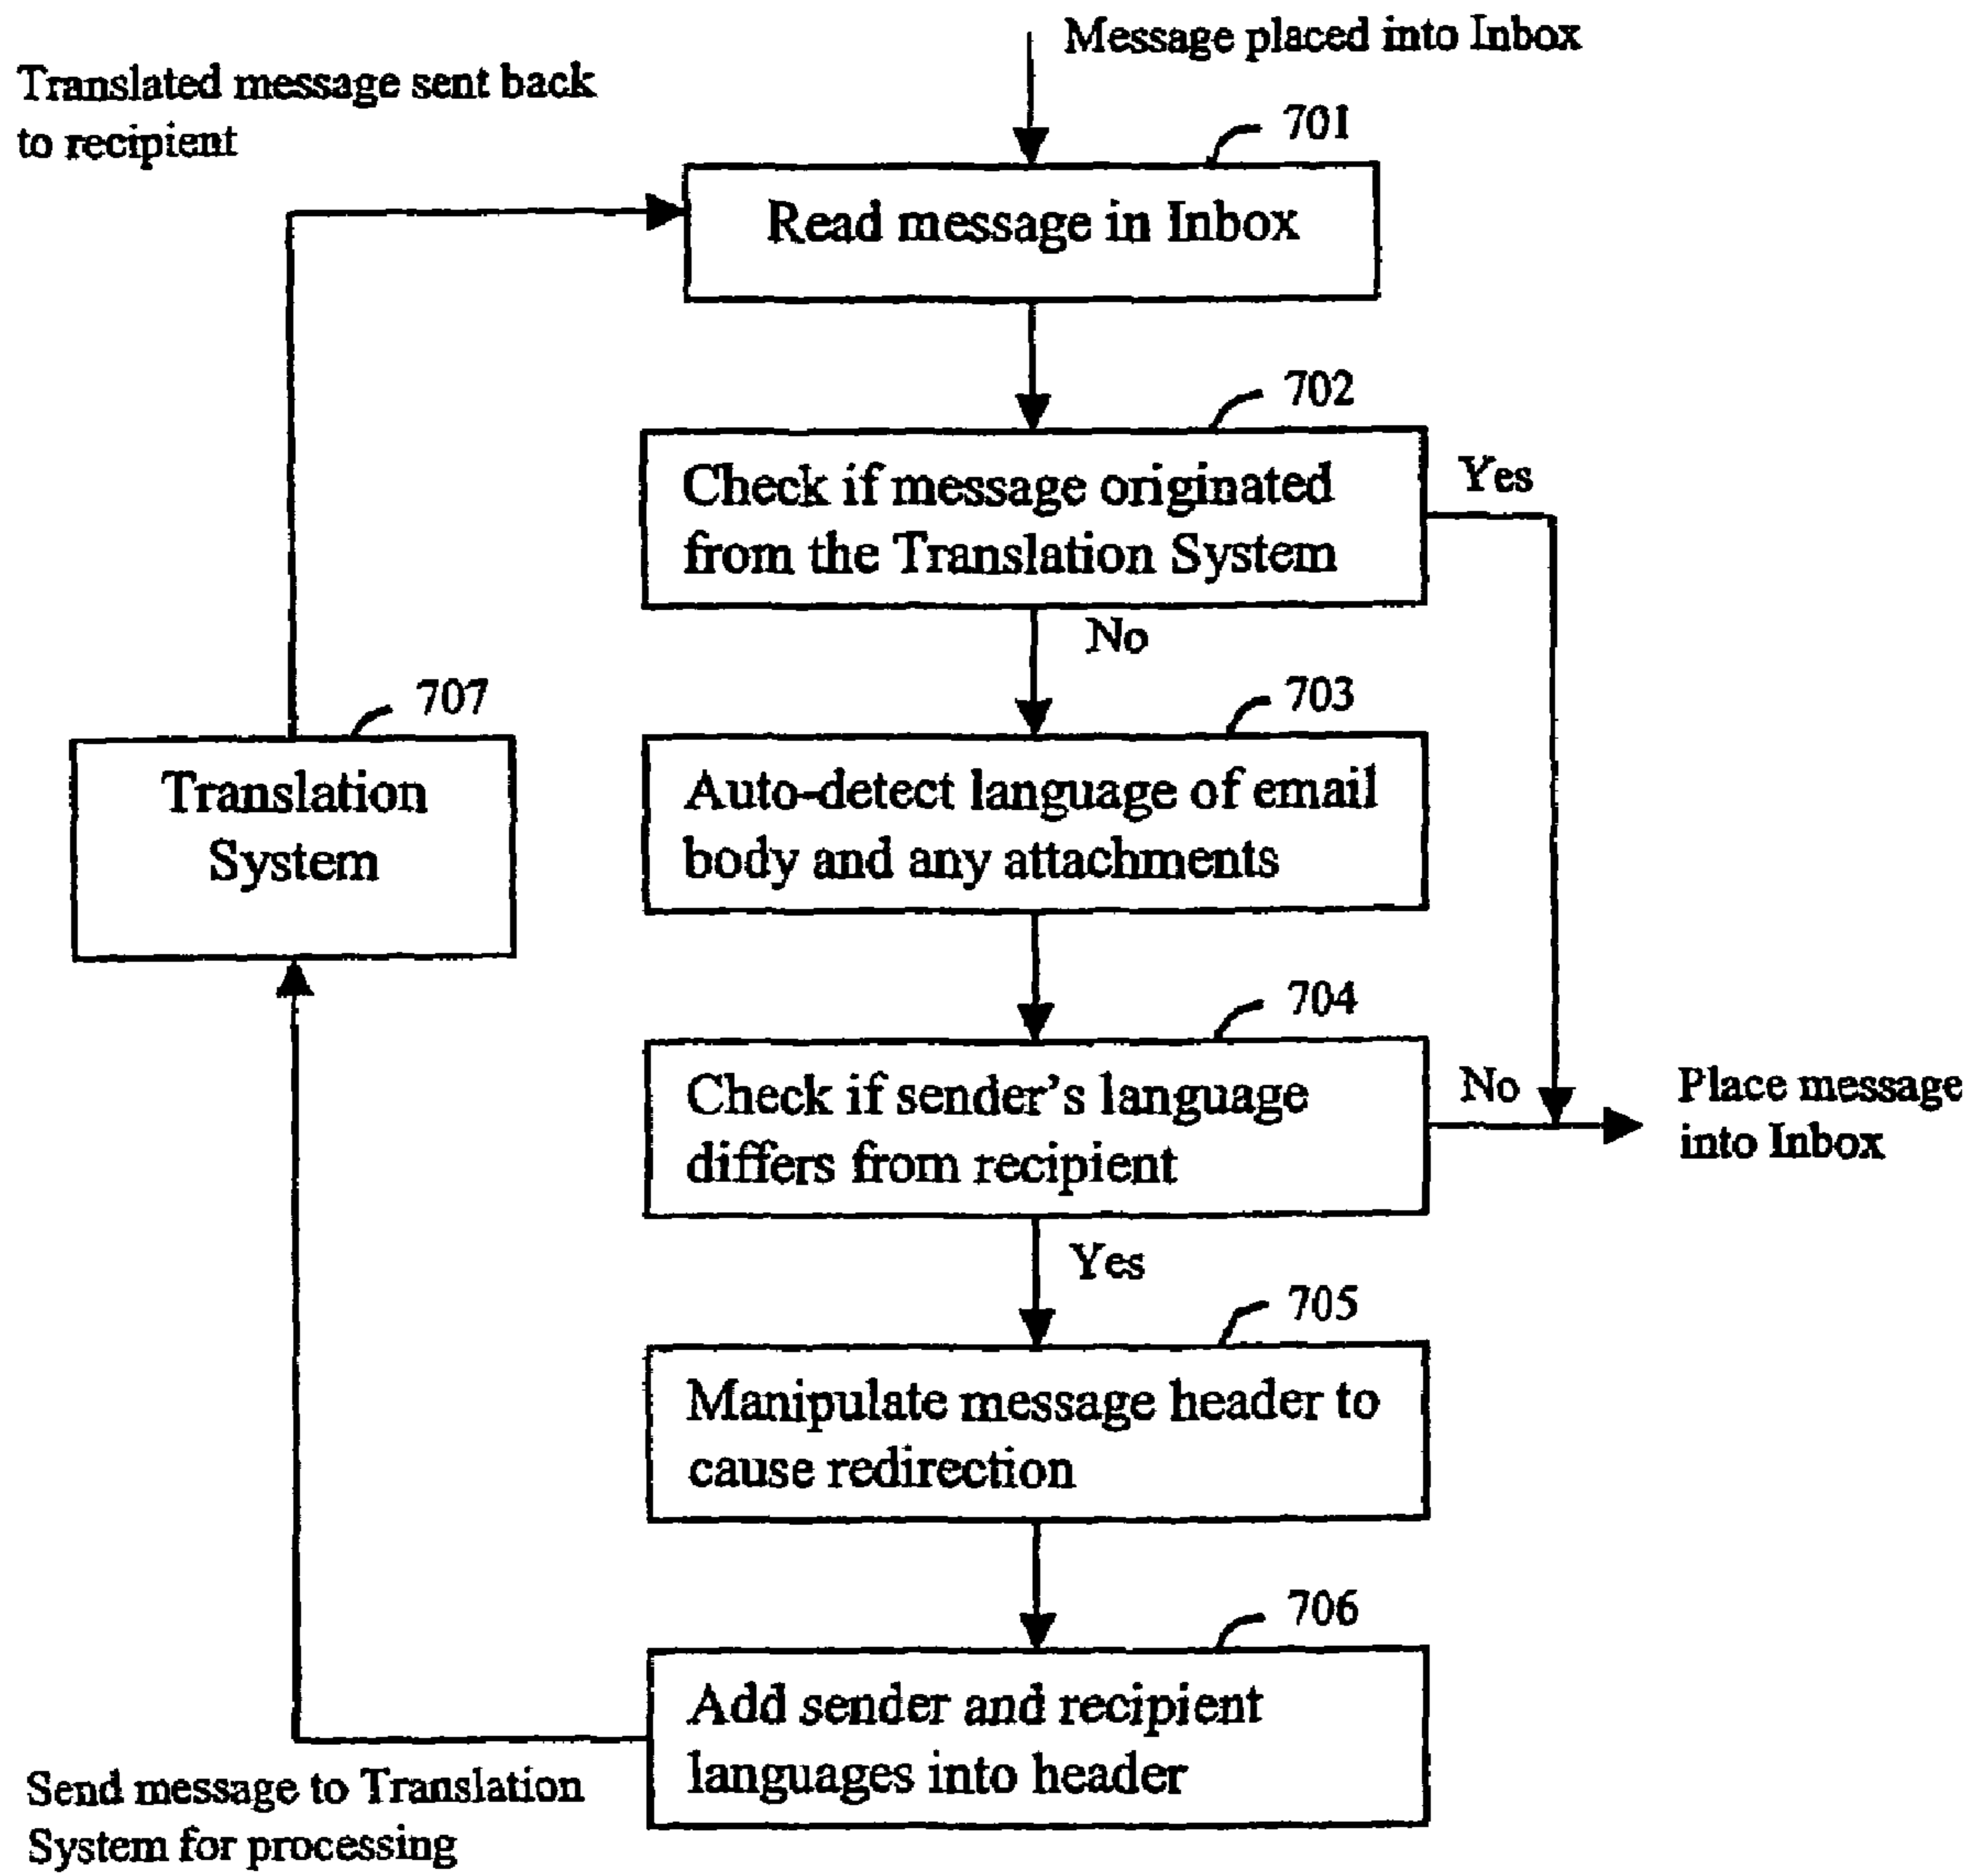 Message placed into Inbox
Translated message sent back
to recipient
701
Read message in Inbox
702
Check if message originated
from the Translation System
Yes
No
703
Auto-detect language of email
body and any attachments
707
Translation
System
704
Check if sender's language
differs from recipient
No
Place message
into Inbox
Yes
705
Manipulate message header to
cause redirection
706
Add sender and recipient
languages into header
Send message to Translation
System for processing